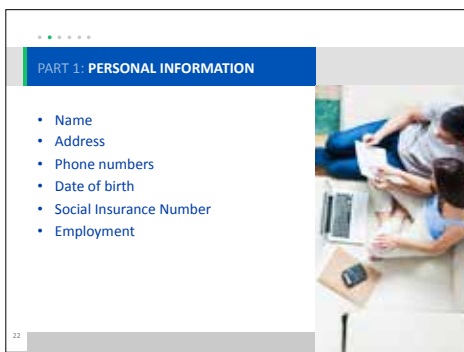 PART 1: PERSONAL INFORMATION
• Name
• Address
• Phone numbers
• Date of birth
• Social Insurance Number
• Employment
22